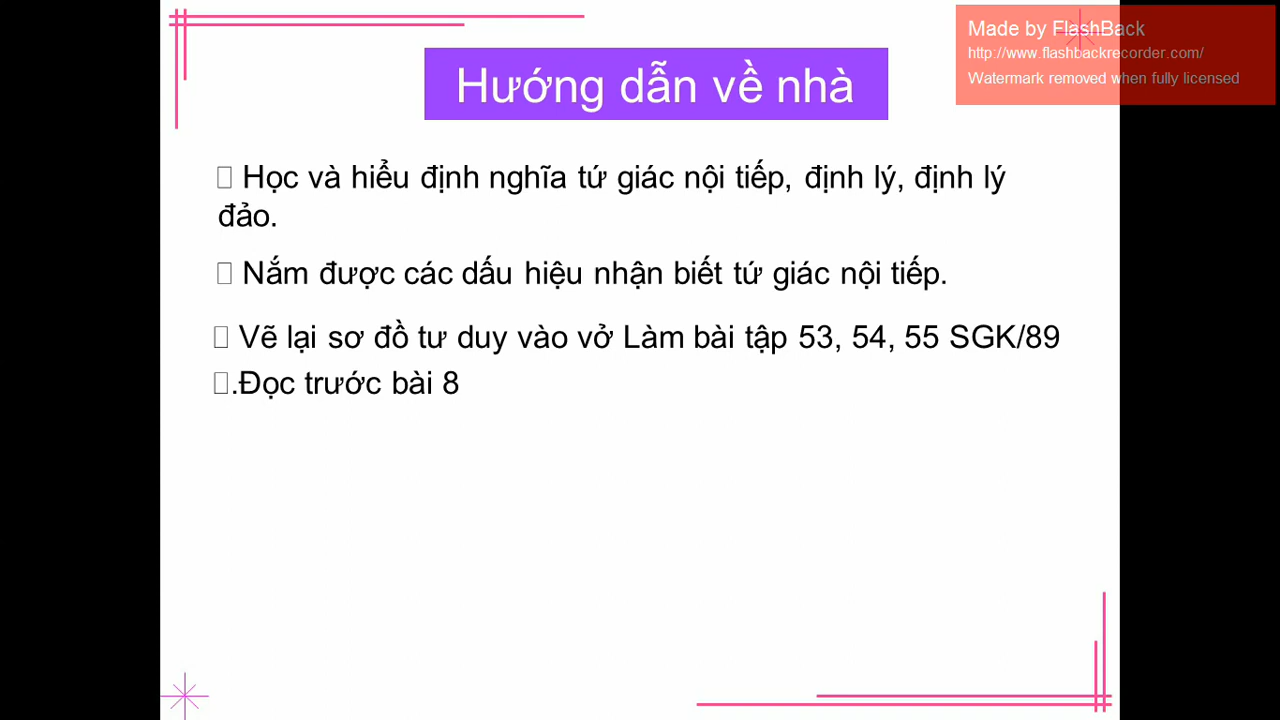 Made by FlashBack
http://www.flashbackrecorder.com/
Watermark removed when fully licensed
Hướng dẫn về nhà
Học và hiểu định nghĩa tứ giác nội tiếp, định lý, định lý
đảo.
Nắm được các dấu hiệu nhận biết tứ giác nội tiếp.
Vẽ lại sơ đồ tư duy vào vở Làm bài tập 53, 54, 55 SGK/89
.Đọc trước bài 8